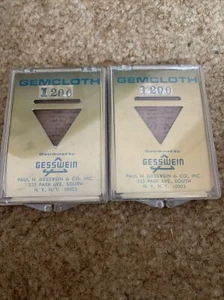 GEMCLOTH
1200
GESSWEIN
PAUL H. GESSWEIN & CO., INC.
235 PARK AVE. SOUTH
N. Y., N.Y. 10003
GEMCLOTH
1200
GESSWEIN
PAUL H. GESSWEIN & CO., INC.
235 PARK AVE. SOUTH
N. Y., N.Y. 10003